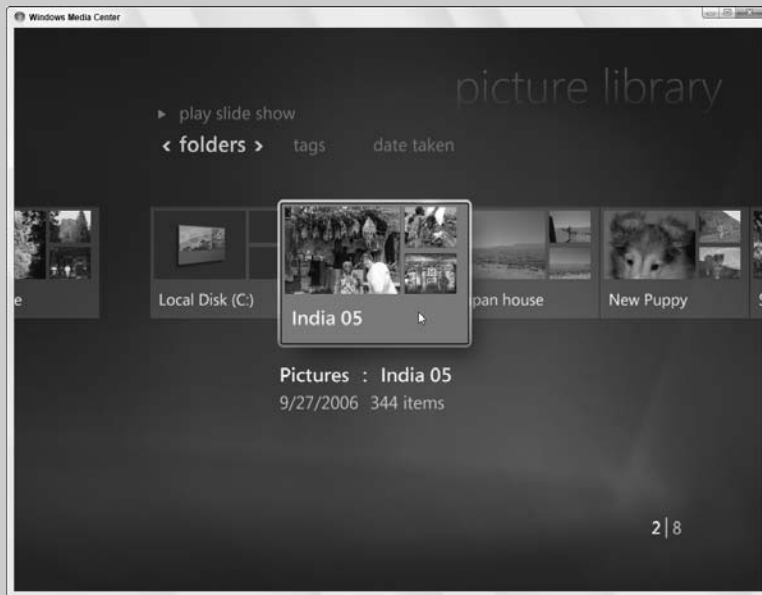 Windows Media Center
picture library
play slide show
‹ folders › tags date taken
e Local Disk (C:) India 05 pan house New Puppy S
Pictures : India 05
9/27/2006 344 items
2|8